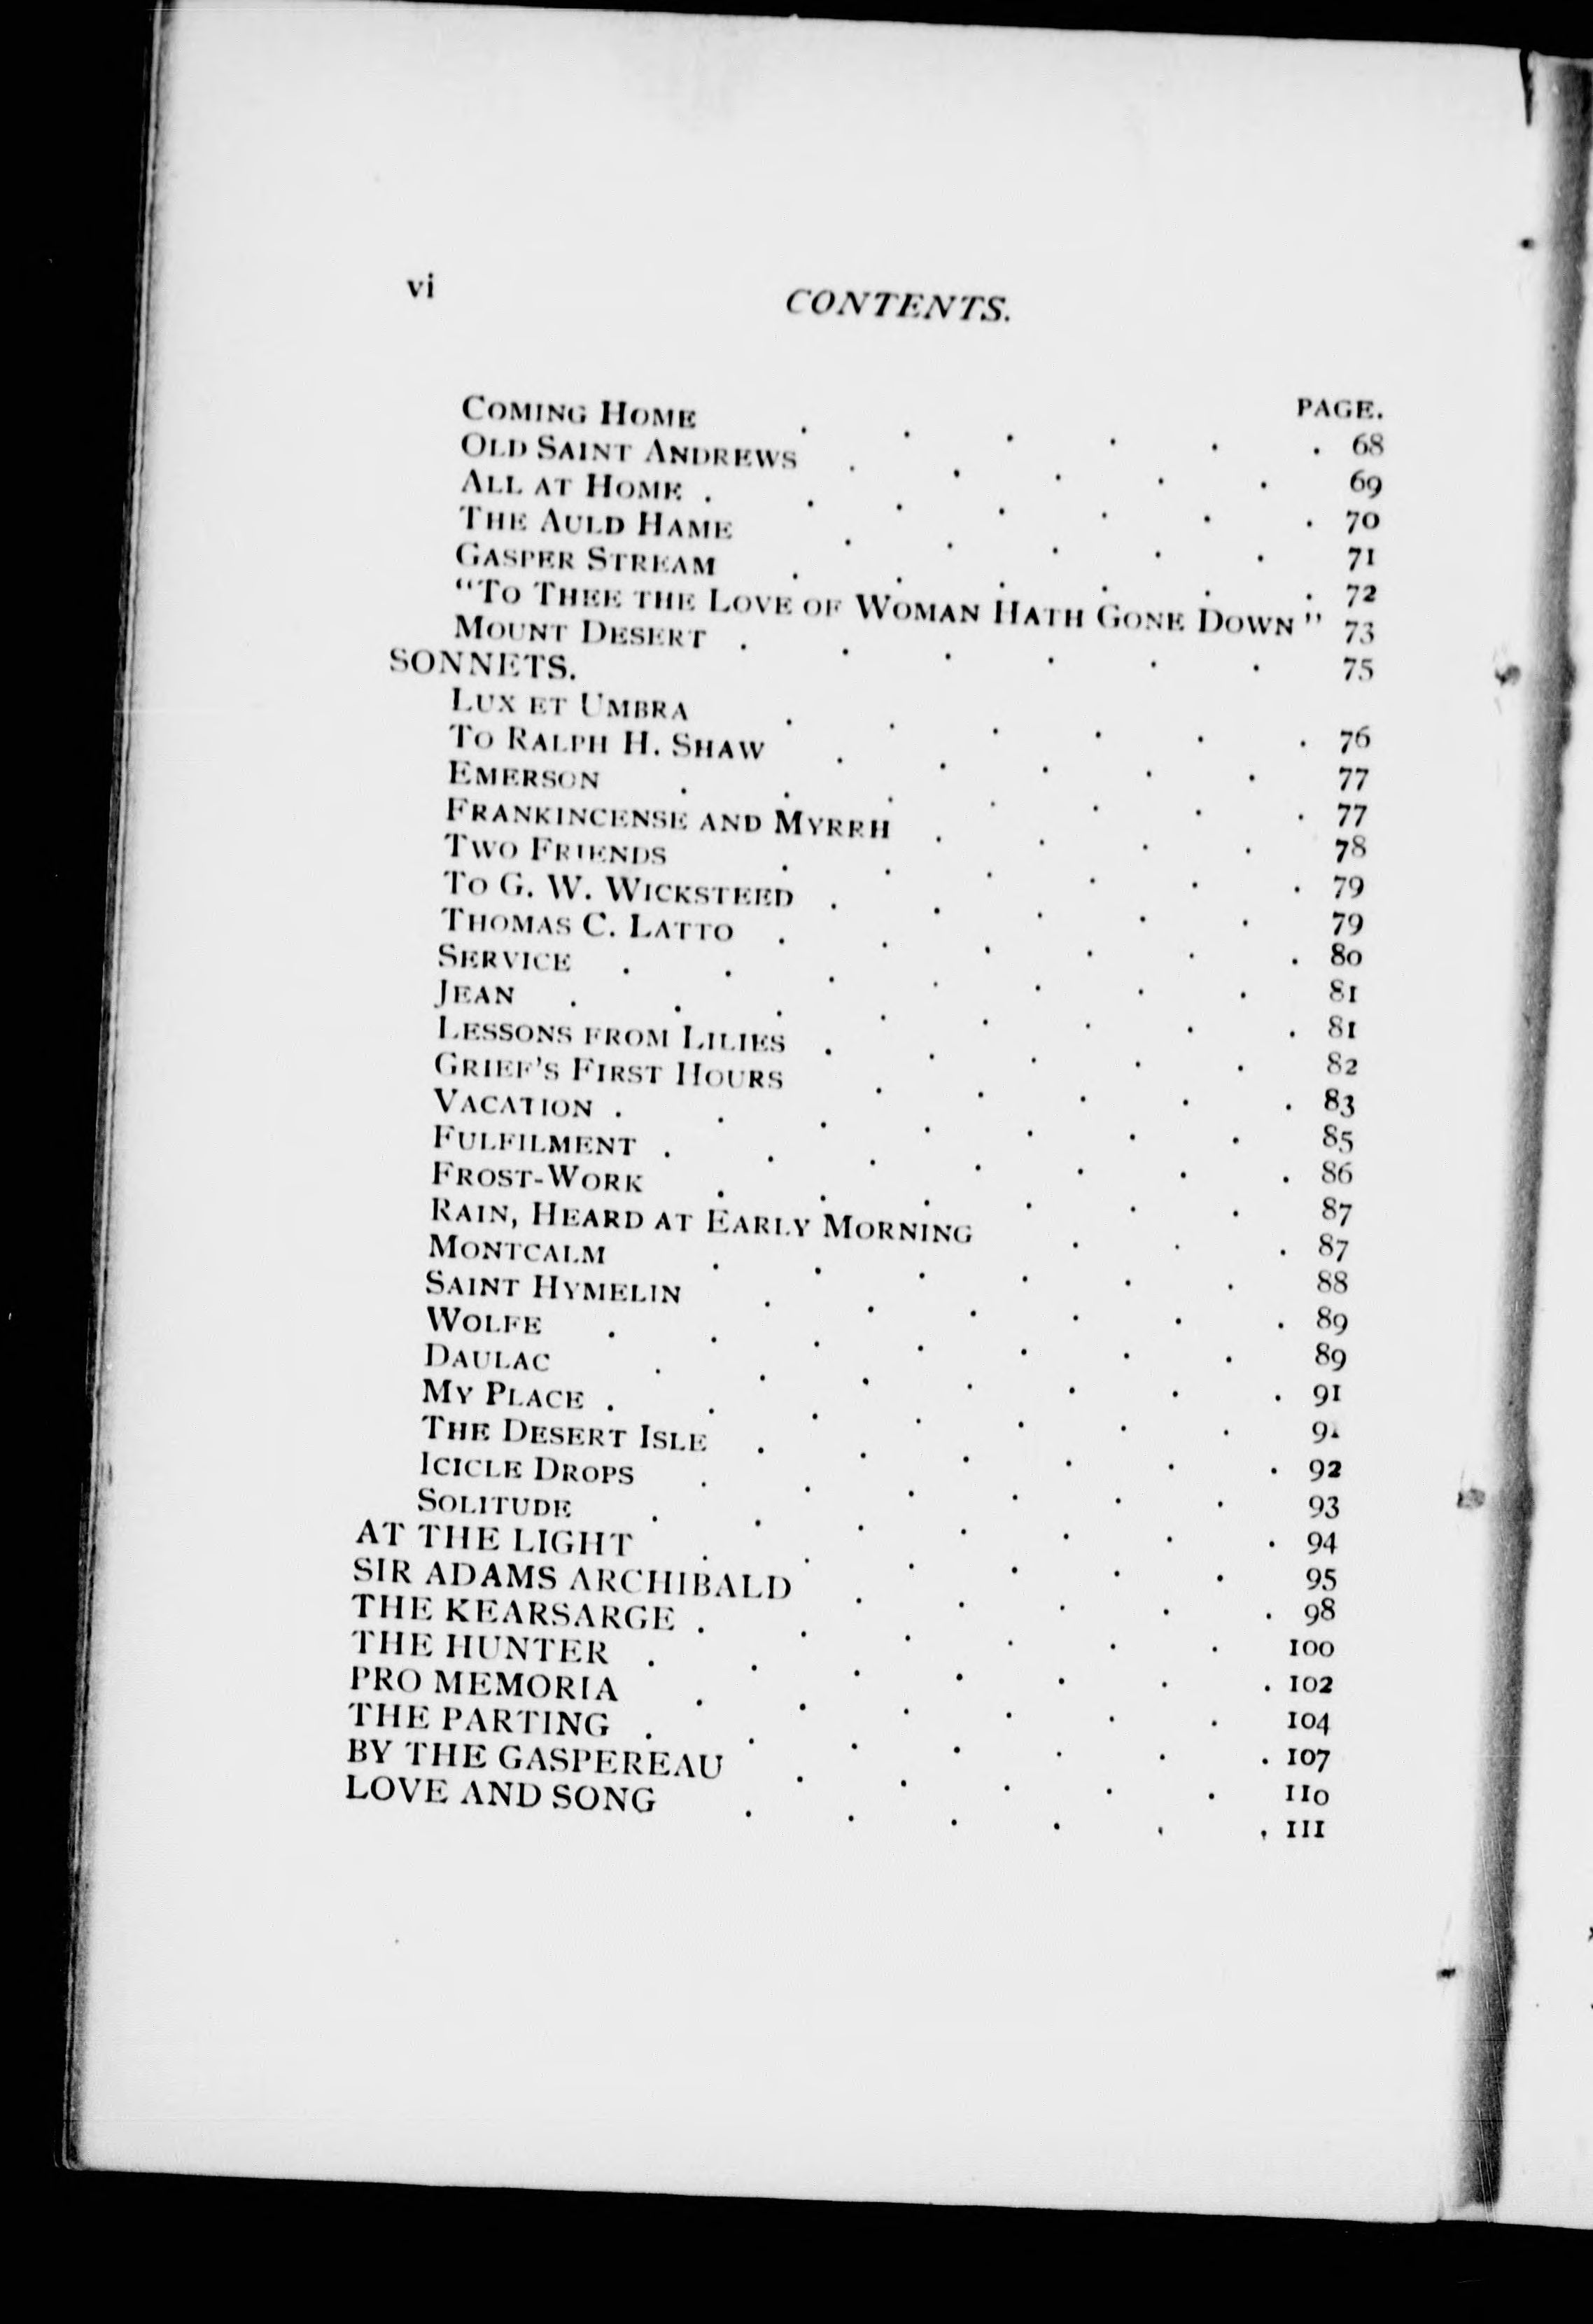 vi
CONTENTS.
PAGE.
COMING HOME . . . . . . 68
OLD SAINT ANDREWS . . . . . 69
ALL AT HOME . . . . . . . 70
THE AULD HAME . . . . . 71
GASPER STREAM . . . . . . 72
"TO THEE THE LOVE OF WOMAN HATH GONE DOWN" 73
MOUNT DESERT . . . . . . 75
SONNETS.
LUX ET UMBRA . . . . . . 76
TO RALPH H. SHAW . . . . . 77
EMERSON . . . . . . . 77
FRANKINCENSE AND MYRRH . . . . 78
TWO FRIENDS . . . . . . 79
TO G. W. WICKSTEED . . . . . 79
THOMAS C. LATTO . . . . . . 80
SERVICE . . . . . . . 81
JEAN . . . . . . . . 81
LESSONS FROM LILIES . . . . . 82
GRIEF'S FIRST HOURS . . . . . 83
VACATION . . . . . . . 85
FULFILMENT . . . . . . . 86
FROST-WORK . . . . . . 87
RAIN, HEARD AT EARLY MORNING . . . 87
MONTCALM . . . . . . 88
SAINT HYMELIN . . . . . . 89
WOLFE . . . . . . . 89
DAULAC . . . . . . . 91
MY PLACE . . . . . . .
THE DESERT ISLE . . . . . . 92
ICICLE DROPS . . . . . . 93
SOLITUDE . . . . . . . 94
AT THE LIGHT . . . . . . 95
SIR ADAMS ARCHIBALD . . . . . 98
THE KEARSARGE . . . . . . 100
THE HUNTER . . . . . . . 102
PRO MEMORIA . . . . . . 104
THE PARTING . . . . . . . 107
BY THE GASPEREAU . . . . . 110
LOVE AND SONG . . . . . . 111